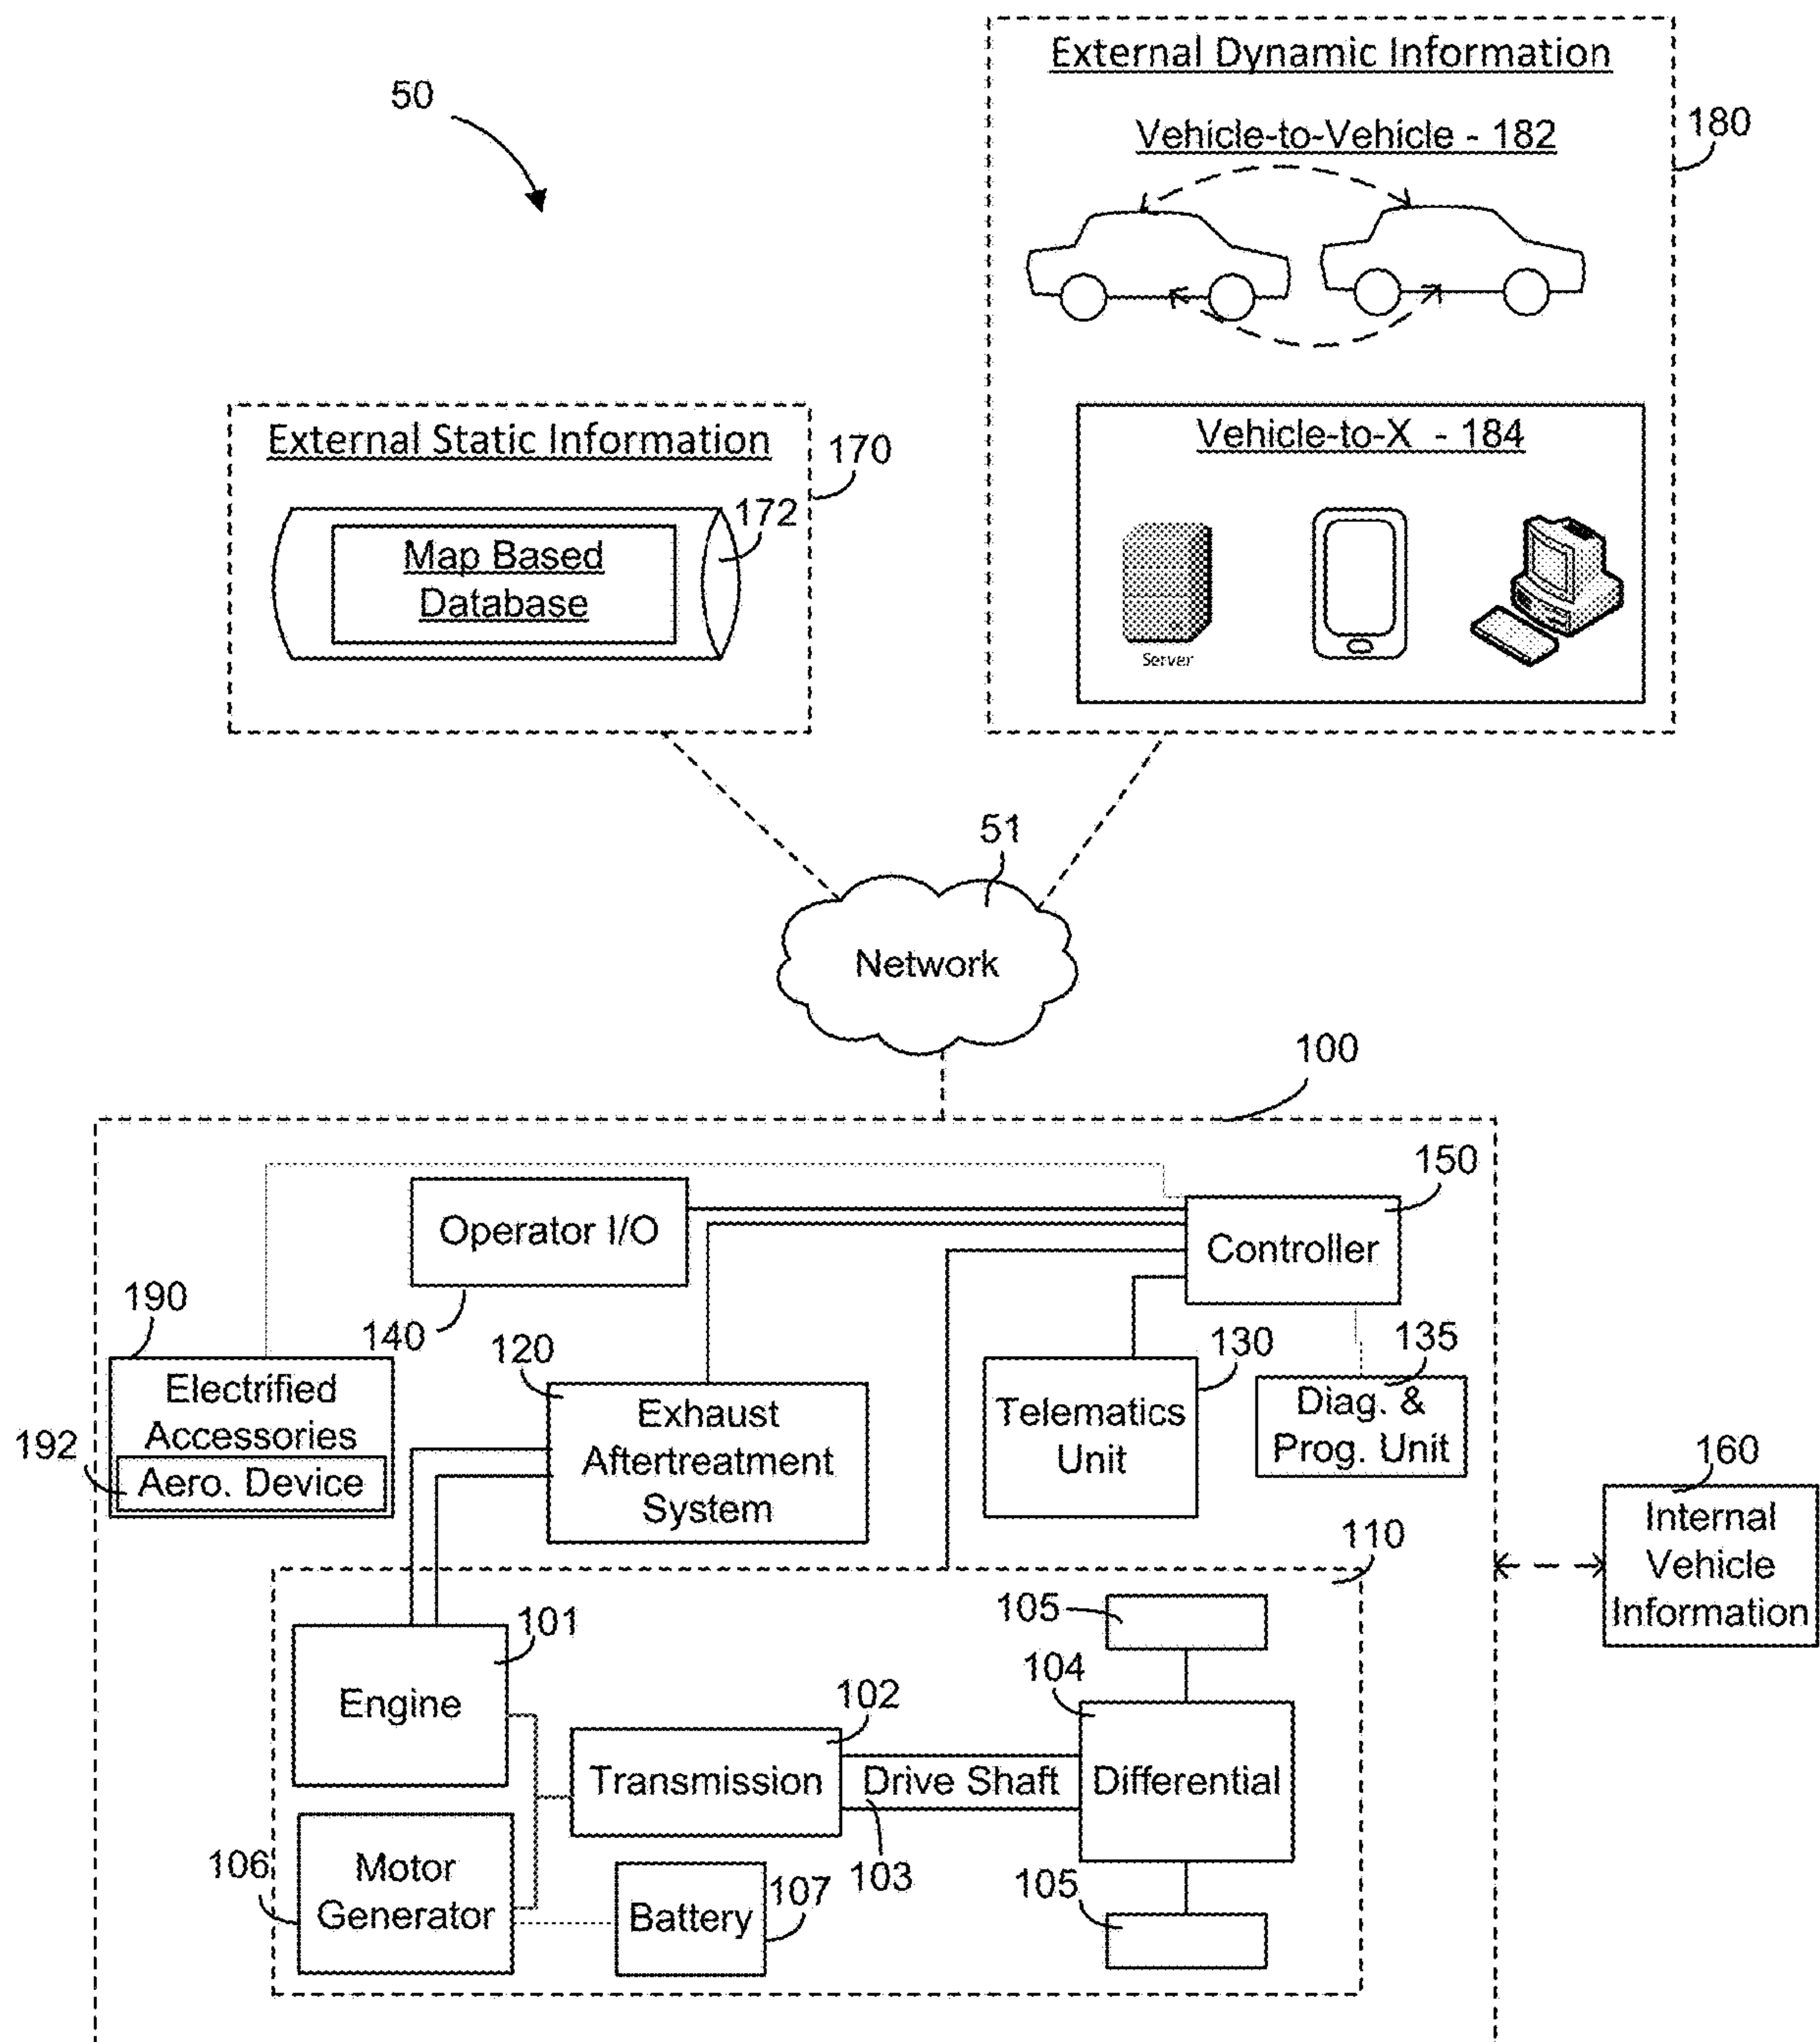 50
External Dynamic Information
180
Vehicle-to-Vehicle - 182
External Static Information
170
172
Map Based
Database
Vehicle-to-X - 184
Server
51
Network
100
150
Operator I/O
Controller
140
190
Electrified
Accessories
192
Aero. Device
120
Exhaust
Aftertreatment
System
130
Telematics
Unit
135
Diag. &
Prog. Unit
160
Internal
Vehicle
Information
110
101
Engine
105
104
102
Transmission
Drive Shaft
103
Differential
106
Motor
Generator
Battery
107
105